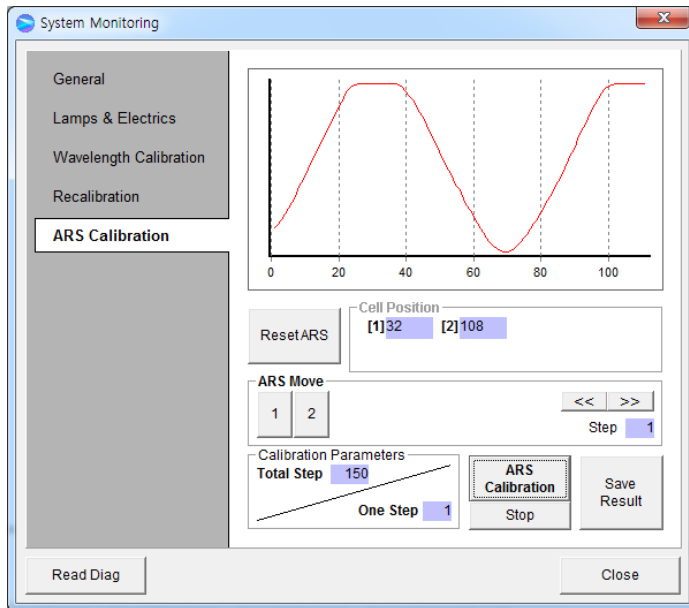 System Monitoring
General
Lamps & Electrics
Wavelength Calibration
Recalibration
ARS Calibration
0 20 40 60 80 100
Reset ARS
Cell Position
[1] 32 [2] 108
ARS Move
1 2
<< >>
Step 1
Calibration Parameters
Total Step 150
One Step 1
ARS
Calibration
Stop
Save
Result
Read Diag
Close